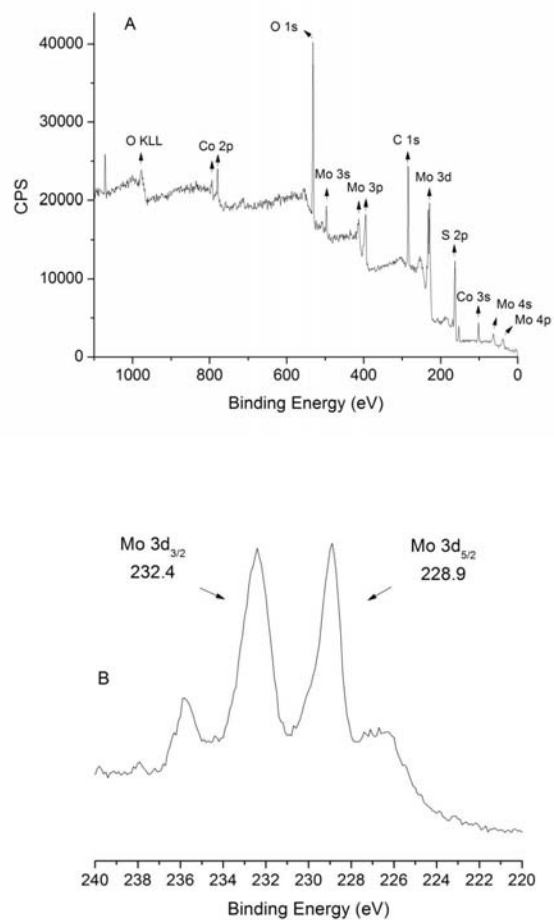 A
O 1s
40000
30000
20000
10000
0
CPS
O KLL
Co 2p
Mo 3s
Mo 3p
C 1s
Mo 3d
S 2p
Co 3s
Mo 4s
Mo 4p
1000 800 600 400 200 0
Binding Energy (eV)
Mo 3d3/2
232.4
Mo 3d5/2
228.9
B
240 238 236 234 232 230 229 228 226 224 222 220
Binding Energy (eV)